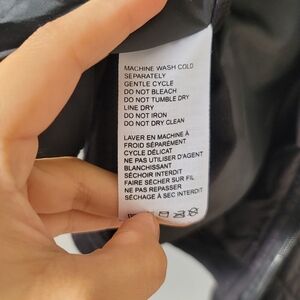 MACHINE WASH COLD
SEPARATELY
GENTLE CYCLE
DO NOT BLEACH
DO NOT TUMBLE DRY
LINE DRY
DO NOT IRON
DO NOT DRY CLEAN
LAVER EN MACHINE À
FROID SÉPARÉMENT
CYCLE DÉLICAT
NE PAS UTILISER D'AGENT
BLANCHISSANT
SÉCHOIR INTERDIT
FAIRE SÉCHER SUR FIL
NE PAS REPASSER
SÉCHAGE À SEC INTERDIT